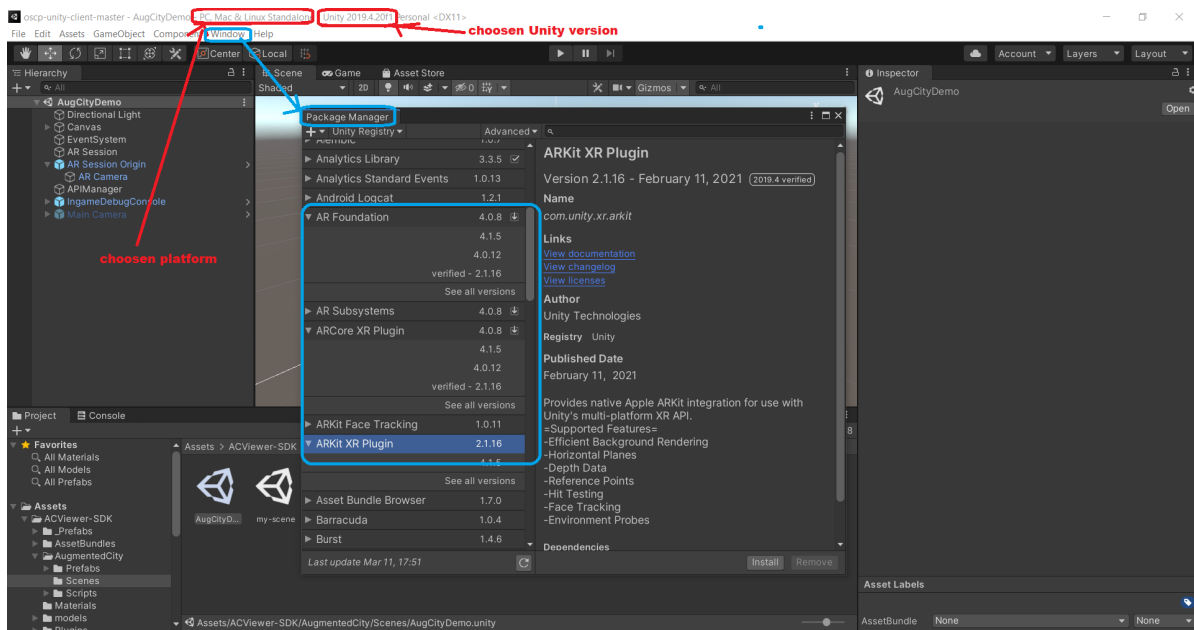 oscp-unity-client-master - AugCityDemo - PC, Mac & Linux Standalone - Unity 2019.4.20f1 Personal <DX11>
choosen Unity version
File Edit Assets GameObject Component Window Help
Center Local Account Layers Layout
Hierarchy
All
AugCityDemo
Directional Light
Canvas
EventSystem
AR Session
AR Session Origin
AR Camera
APIManager
IngameDebugConsole
Main Camera
choosen platform
Scene Game Asset Store
Shaded 2D 0 Gizmos All
Package Manager
Unity Registry Advanced
Alembic 1.0.7
Analytics Library 3.3.5
Analytics Standard Events 1.0.13
Android Logcat 1.2.1
AR Foundation 4.0.8
4.1.5
4.0.12
verified - 2.1.16
See all versions
AR Subsystems 4.0.8
ARCore XR Plugin 4.0.8
4.1.5
4.0.12
verified - 2.1.16
See all versions
ARKit Face Tracking 1.0.11
ARKit XR Plugin 2.1.16
4.1.5
See all versions
Asset Bundle Browser 1.7.0
Barracuda 1.0.4
Burst 1.4.6
Last update Mar 11, 17:51
ARKit XR Plugin
Version 2.1.16 - February 11, 2021 2019.4 verified
Name
com.unity.xr.arkit
Links
View documentation
View changelog
View licenses
Author
Unity Technologies
Registry Unity
Published Date
February 11, 2021
Provides native Apple ARKit integration for use with
Unity's multi-platform XR API.
=Supported Features=
-Efficient Background Rendering
-Horizontal Planes
-Depth Data
-Reference Points
-Hit Testing
-Face Tracking
-Environment Probes
Dependencies
Install Remove
Inspector
AugCityDemo
Open
Project Console
8
Favorites
All Materials
All Models
All Prefabs
Assets
ACViewer-SDK
_Prefabs
AssetBundles
AugmentedCity
Prefabs
Scenes
Scripts
Materials
models
Plugins
Assets > ACViewer-SDK
AugCityD... my-scene
Assets/ACViewer-SDK/AugmentedCity/Scenes/AugCityDemo.unity
Asset Labels
AssetBundle None None